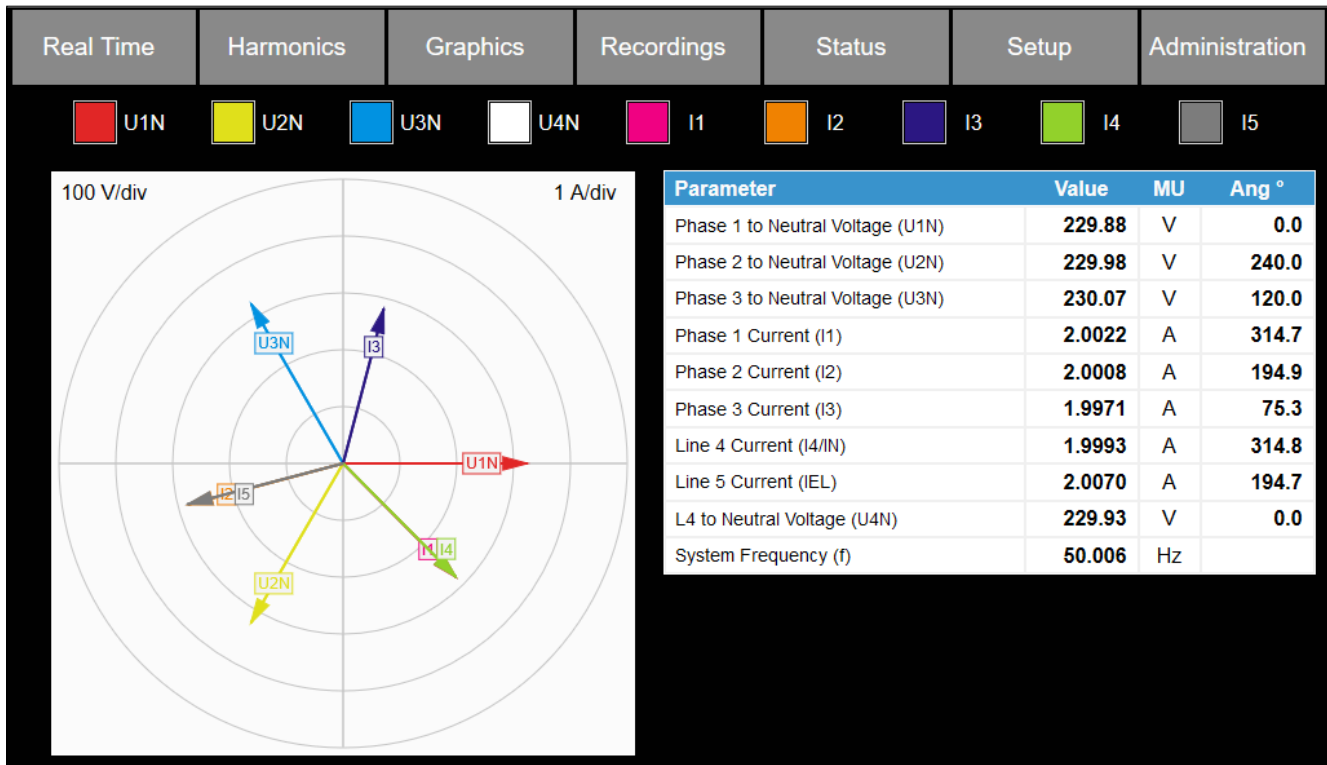 Real Time Harmonics Graphics Recordings Status Setup Administration
U1N U2N U3N U4N I1 I2 I3 I4 I5
100 V/div 1 A/div
U3N
I3
U1N
I2 I5
I1 I4
U2N
Parameter Value MU Ang °
Phase 1 to Neutral Voltage (U1N) 229.88 V 0.0
Phase 2 to Neutral Voltage (U2N) 229.98 V 240.0
Phase 3 to Neutral Voltage (U3N) 230.07 V 120.0
Phase 1 Current (I1) 2.0022 A 314.7
Phase 2 Current (I2) 2.0008 A 194.9
Phase 3 Current (I3) 1.9971 A 75.3
Line 4 Current (I4/IN) 1.9993 A 314.8
Line 5 Current (IEL) 2.0070 A 194.7
L4 to Neutral Voltage (U4N) 229.93 V 0.0
System Frequency (f) 50.006 Hz